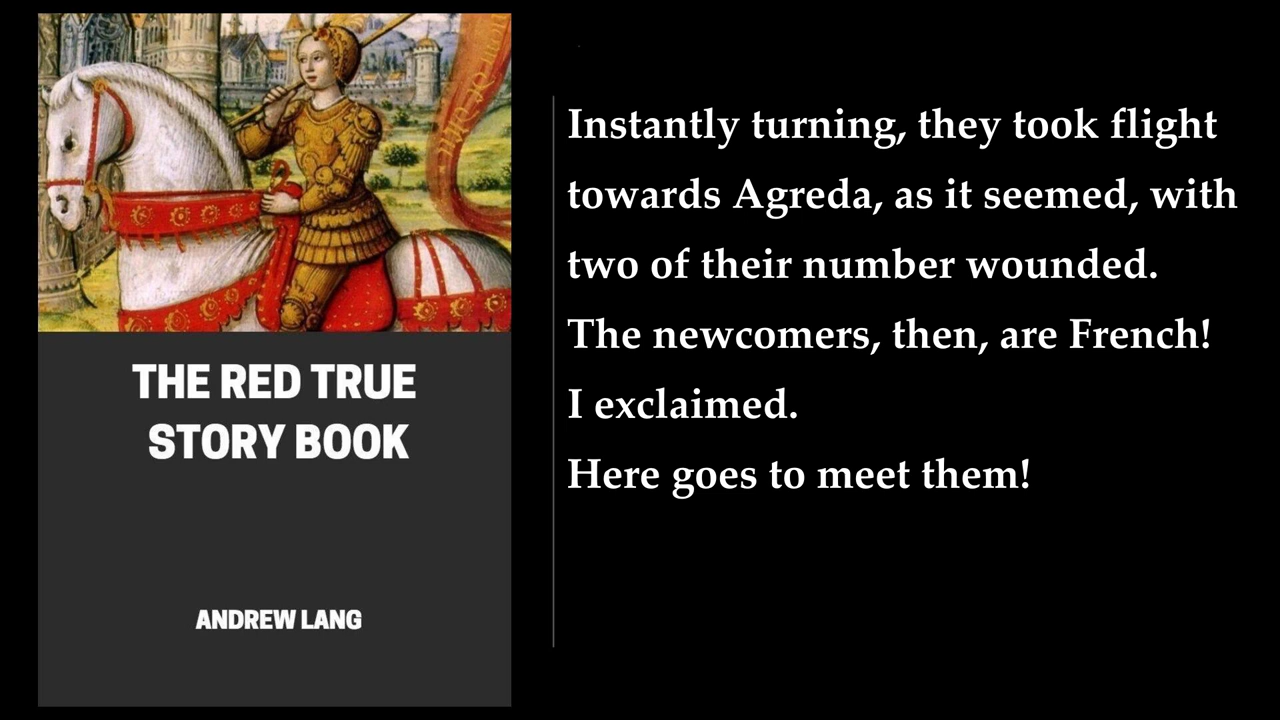 THE RED TRUE
STORY BOOK
ANDREW LANG
Instantly turning, they took flight
towards Agreda, as it seemed, with
two of their number wounded.
The newcomers, then, are French!
I exclaimed.
Here goes to meet them!